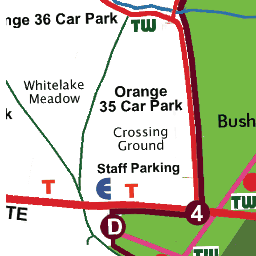 nge 36 Car Park
TW
Whitelake
Meadow
Orange
35 Car Park
k
Bush
Crossing
Ground
Staff Parking
T
E
T
TW
TE
4
TW
D
TW